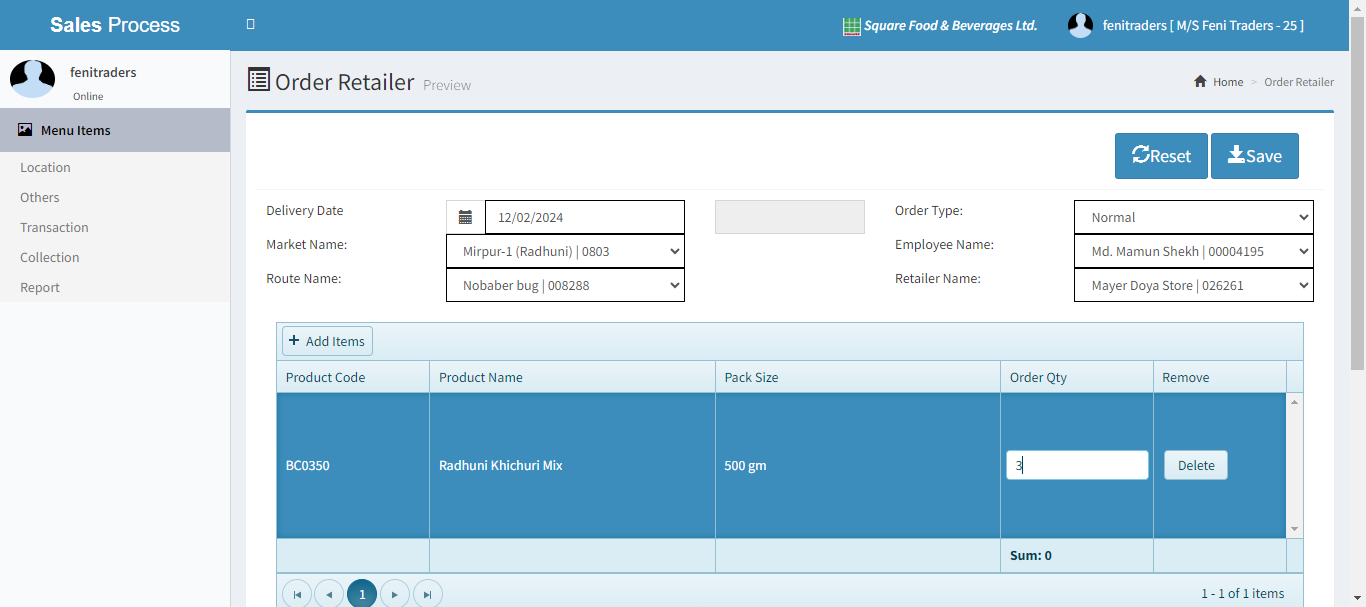 Sales Process
Square Food & Beverages Ltd.
fenitraders [ M/S Feni Traders - 25 ]
fenitraders
Online
Menu Items
Location
Others
Transaction
Collection
Report
Order Retailer Preview
Home > Order Retailer
Reset
Save
Delivery Date
12/02/2024
Order Type:
Normal
Market Name:
Mirpur-1 (Radhuni) | 0803
Employee Name:
Md. Mamun Shekh | 00004195
Route Name:
Nobaber bug | 008288
Retailer Name:
Mayer Doya Store | 026261
+ Add Items
Product Code
Product Name
Pack Size
Order Qty
Remove
BC0350
Radhuni Khichuri Mix
500 gm
3
Delete
Sum: 0
1
1 - 1 of 1 items